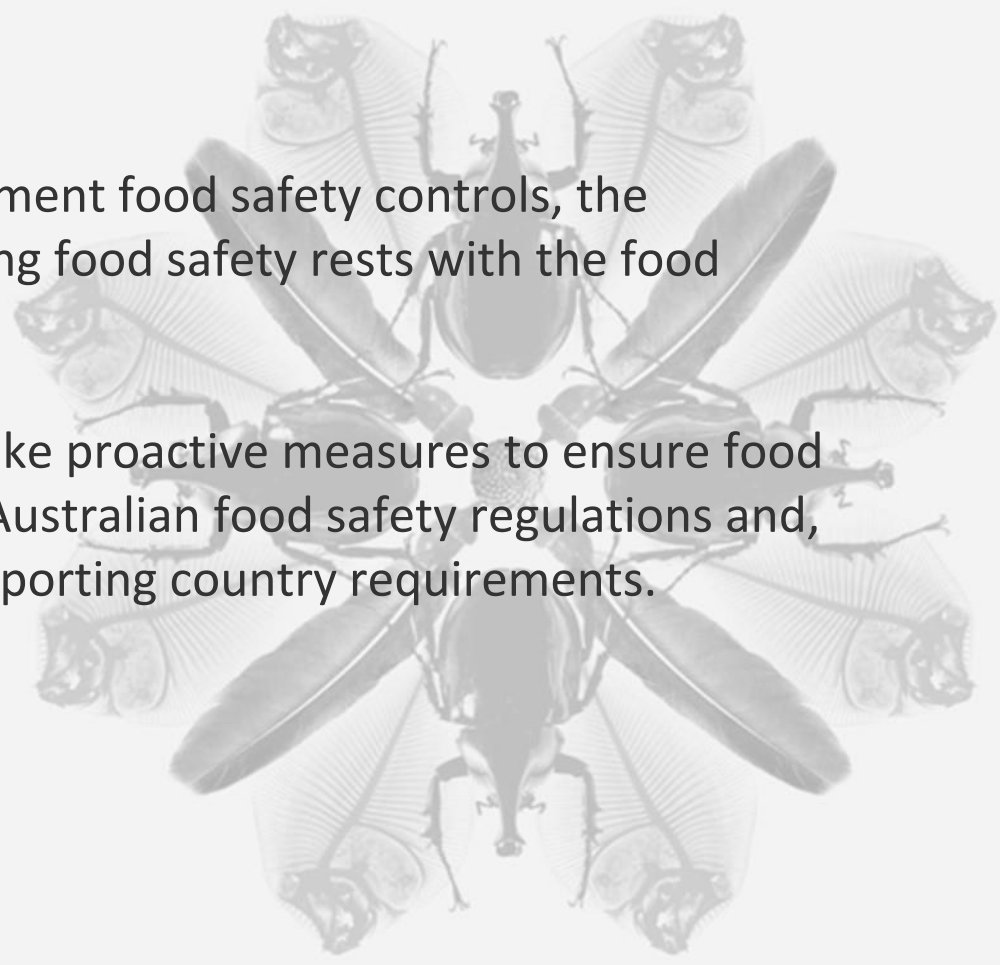 ment food safety controls, the
ng food safety rests with the food
ke proactive measures to ensure food
Australian food safety regulations and,
porting country requirements.